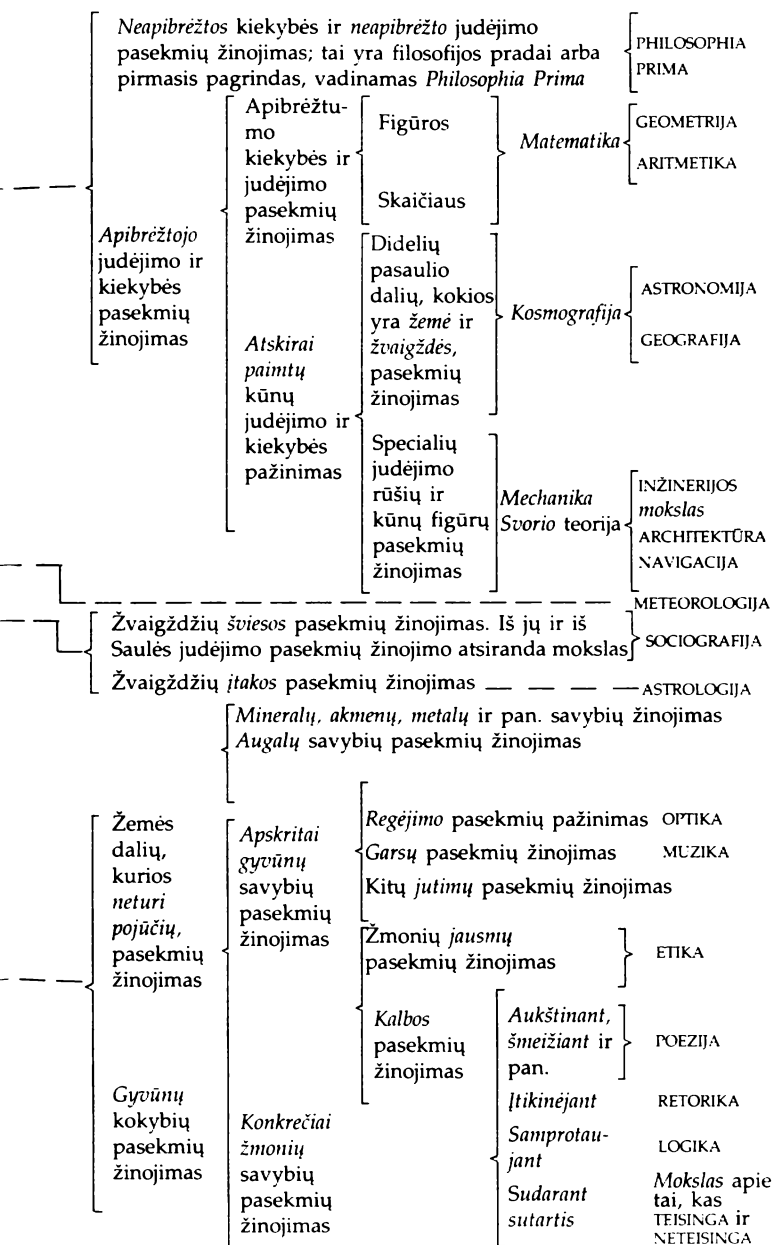 Neapibrėžtos kiekybės ir neapibrėžto judėjimo
pasekmių žinojimas; tai yra filosofijos pradai arba
pirmasis pagrindas, vadinamas Philosophia Prima
PHILOSOPHIA
PRIMA
Apibrėžtojo
judėjimo ir
kiekybės
pasekmių
žinojimas
Apibrėžtu-
mo
kiekybės ir
judėjimo
pasekmių
žinojimas
Figūros
Skaičiaus
Matematika
GEOMETRIJA
ARITMETIKA
Atskirai
paimtų
kūnų
judėjimo ir
kiekybės
pažinimas
Didelių
pasaulio
dalių, kokios
yra žemė ir
žvaigždės,
pasekmių
žinojimas
Kosmografija
ASTRONOMIJA
GEOGRAFIJA
Specialių
judėjimo
rūšių ir
kūnų figūrų
pasekmių
žinojimas
Mechanika
Svorio teorija
INŽINERIJOS
mokslas
ARCHITEKTŪRA
NAVIGACIJA
METEOROLOGIJA
Žvaigždžių šviesos pasekmių žinojimas. Iš jų ir iš
Saulės judėjimo pasekmių žinojimo atsiranda mokslas
SOCIOGRAFIJA
Žvaigždžių įtakos pasekmių žinojimas
ASTROLOGIJA
Žemės
dalių,
kurios
neturi
pojūčių,
pasekmių
žinojimas
Mineralų, akmenų, metalų ir pan. savybių žinojimas
Augalų savybių pasekmių žinojimas
Gyvūnų
kokybių
pasekmių
žinojimas
Apskritai
gyvūnų
savybių
pasekmių
žinojimas
Regėjimo pasekmių pažinimas OPTIKA
Garsų pasekmių žinojimas MUZIKA
Kitų jutimų pasekmių žinojimas
Konkrečiai
žmonių
savybių
pasekmių
žinojimas
Žmonių jausmų
pasekmių žinojimas
ETIKA
Kalbos
pasekmių
žinojimas
Aukštinant,
šmeižiant ir
pan.
POEZIJA
Įtikinėjant
RETORIKA
Samprotau-
jant
LOGIKA
Sudarant
sutartis
Mokslas apie
tai, kas
TEISINGA ir
NETEISINGA